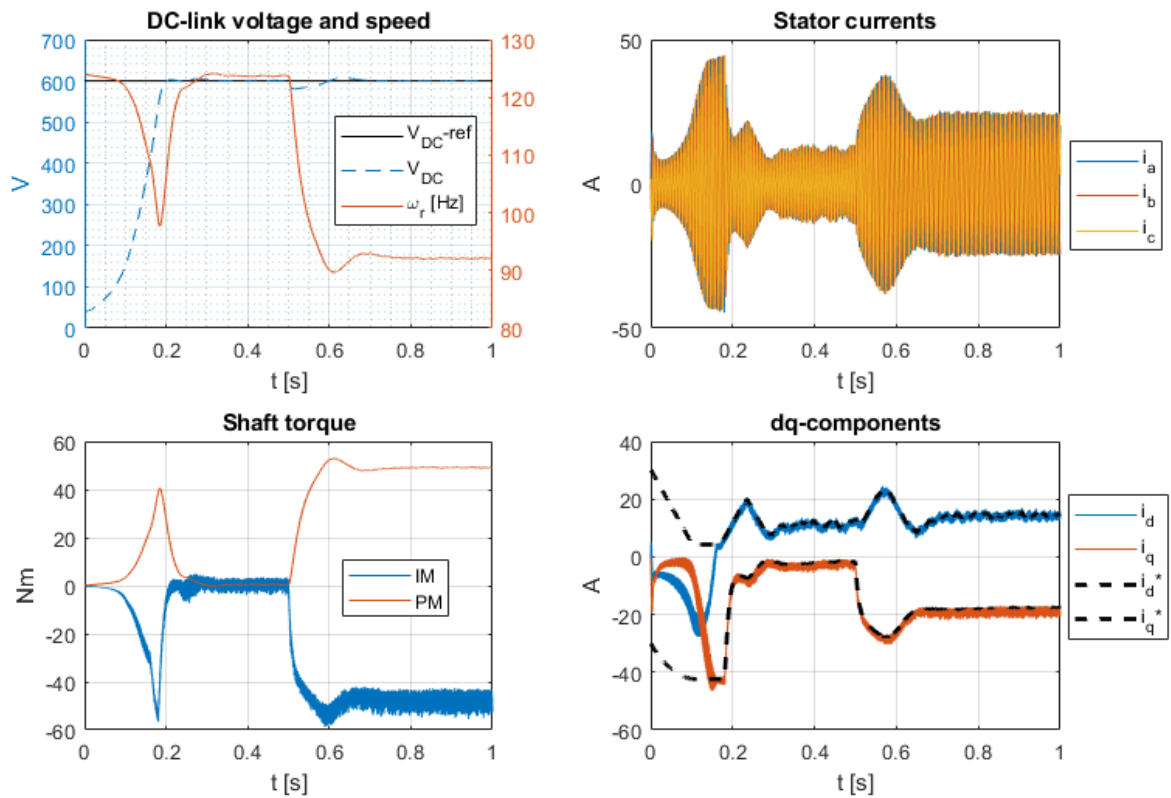 DC-link voltage and speed
700
600
500
400
300
200
100
0
V
130
120
110
100
90
80
V_DC-ref
V_DC
ω_r [Hz]
0 0.2 0.4 0.6 0.8 1
t [s]
Stator currents
50
0
-50
A
i_a
i_b
i_c
0 0.2 0.4 0.6 0.8 1
t [s]
Shaft torque
60
40
20
0
-20
-40
-60
Nm
IM
PM
0 0.2 0.4 0.6 0.8 1
t [s]
dq-components
40
20
0
-20
-40
-60
A
i_d
i_q
i_d*
i_q*
0 0.2 0.4 0.6 0.8 1
t [s]